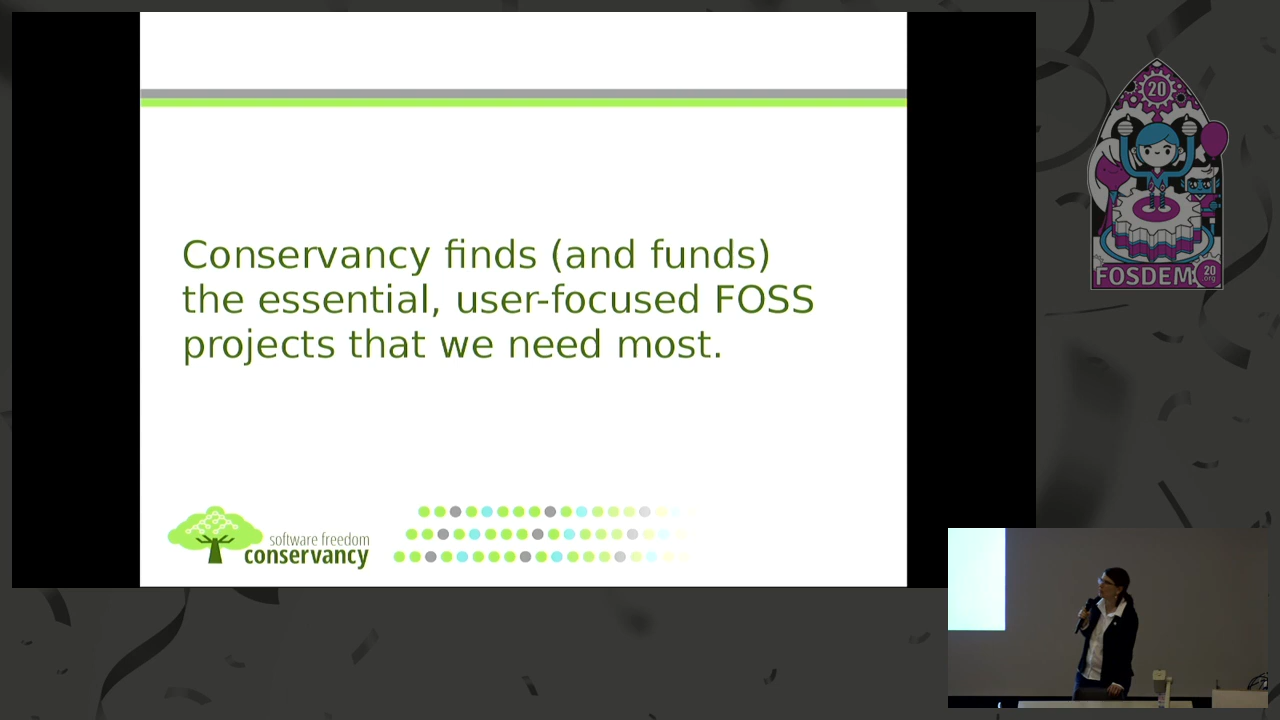 Conservancy finds (and funds)
the essential, user-focused FOSS
projects that we need most.
software freedom
conservancy
20
FOSDEM
20
org